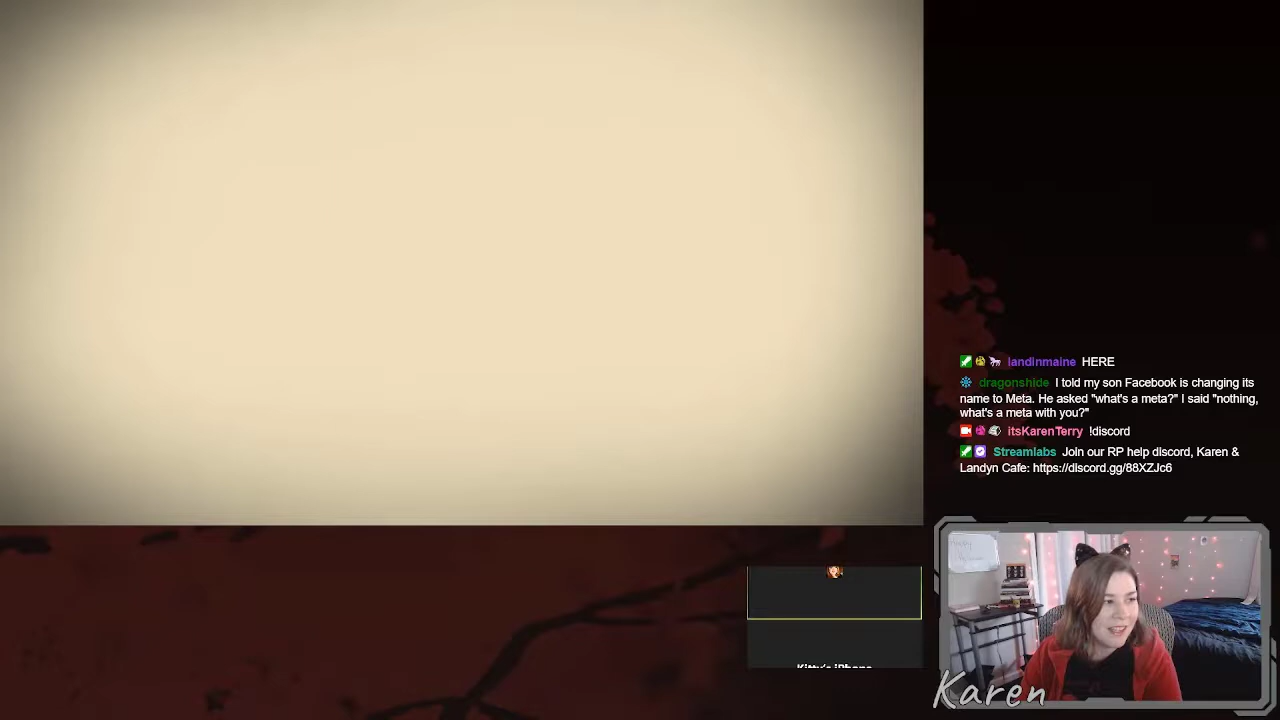 landinmaine HERE
dragonshide I told my son Facebook is changing its
name to Meta. He asked "what's a meta?" I said "nothing,
what's a meta with you?"
itsKarenTerry !discord
Streamlabs Join our RP help discord, Karen &
Landyn Cafe: https://discord.gg/88XZJc6
Kitty's iPhone
Karen